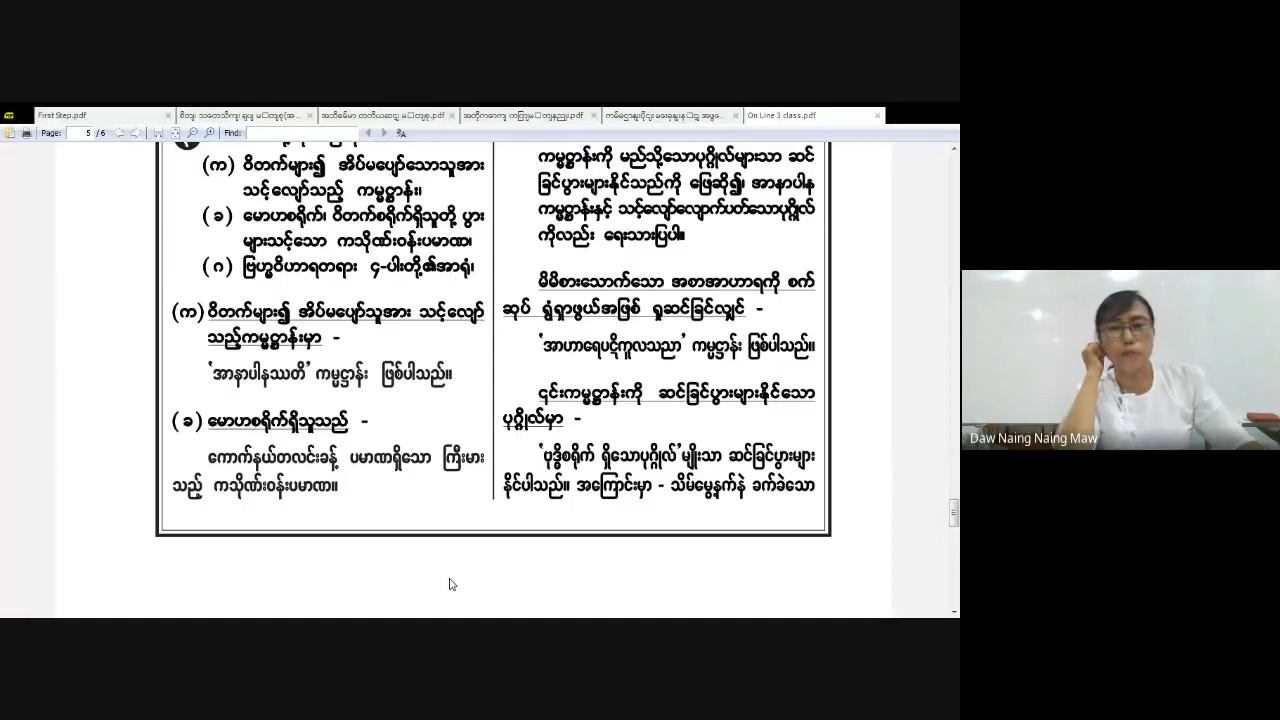 First Step.pdf
On Line 3 class.pdf
Page: 5 / 6 Find:
(က) ဝိတက်များ၍ အိပ်မပျော်သောသူအား
သင့်လျော်သည့် ကမ္မဋ္ဌာန်း၊
(ခ) မောဟစရိုက်၊ ဝိတက်စရိုက်ရှိသူတို့ ပွား
များသင့်သော ကသိုဏ်းဝန်းပမာဏ၊
(ဂ) ဗြဟ္မဝိဟာရတရား ၄-ပါးတို့၏အာရုံ၊
(က) ဝိတက်များ၍ အိပ်မပျော်သူအား သင့်လျော်
သည့်ကမ္မဋ္ဌာန်းမှာ -
'အာနာပါနဿတိ' ကမ္မဋ္ဌာန်း ဖြစ်ပါသည်။
(ခ) မောဟစရိုက်ရှိသူသည် -
ကောက်နယ်တလင်းခန့် ပမာဏရှိသော ကြီးမား
သည့် ကသိုဏ်းဝန်းပမာဏ။
ကမ္မဋ္ဌာန်းကို မည်သို့သောပုဂ္ဂိုလ်များသာ ဆင်
ခြင်ပွားများနိုင်သည်ကို ဖြေဆို၍၊ အာနာပါန
ကမ္မဋ္ဌာန်းနှင့် သင့်လျော်လျောက်ပတ်သောပုဂ္ဂိုလ်
ကိုလည်း ရေးသားပြပါ။
မိမိစားသောက်သော အစာအာဟာရကို စက်
ဆုပ် ရွံရှာဖွယ်အဖြစ် ရှုဆင်ခြင်လျှင် -
'အာဟာရေပဋိကူလသညာ' ကမ္မဋ္ဌာန်း ဖြစ်ပါသည်။
၎င်းကမ္မဋ္ဌာန်းကို ဆင်ခြင်ပွားများနိုင်သော
ပုဂ္ဂိုလ်မှာ -
'ဗုဒ္ဓိစရိုက် ရှိသောပုဂ္ဂိုလ်'မျိုးသာ ဆင်ခြင်ပွားများ
နိုင်ပါသည်။ အကြောင်းမှာ - သိမ်မွေ့နက်နဲ ခက်ခဲသော
Daw Naing Naing Maw